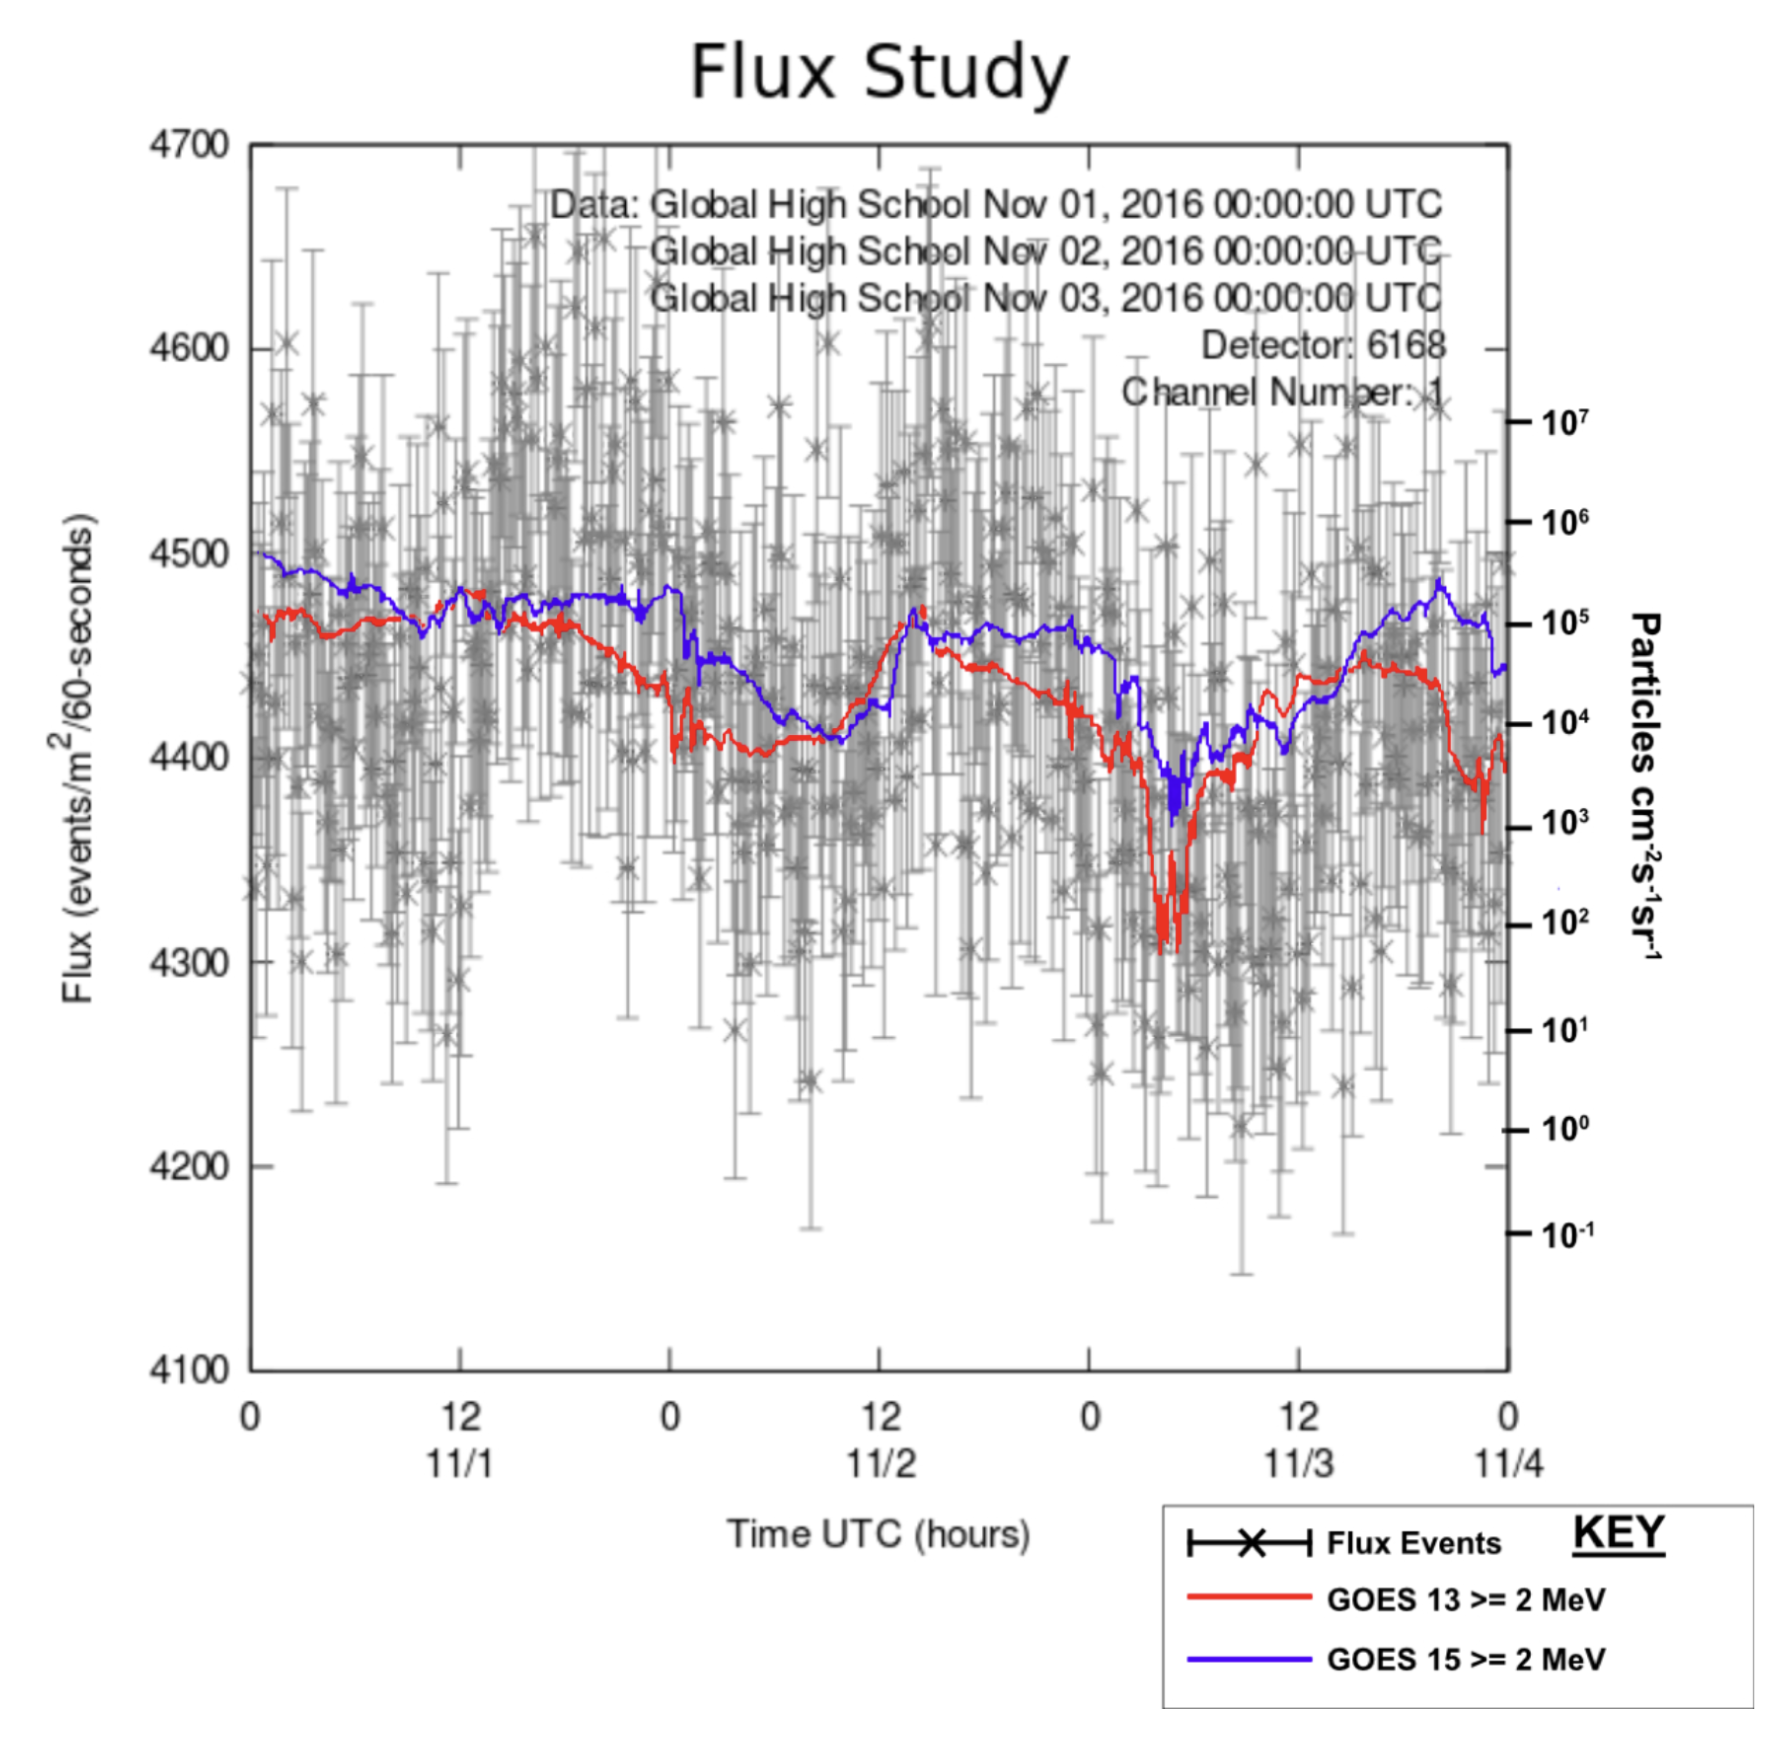 Flux Study
4700
4600
4500
4400
4300
4200
4100
Flux (events/m²/60-seconds)
Data: Global High School Nov 01, 2016 00:00:00 UTC
Global High School Nov 02, 2016 00:00:00 UTC
Global High School Nov 03, 2016 00:00:00 UTC
Detector: 6168
Channel Number: 1
10⁷
10⁶
10⁵
10⁴
10³
10²
10¹
10⁰
10⁻¹
Particles cm⁻²s⁻¹sr⁻¹
0 12 0 12 0 12 0
11/1 11/2 11/3 11/4
Time UTC (hours)
KEY
Flux Events
GOES 13 >= 2 MeV
GOES 15 >= 2 MeV